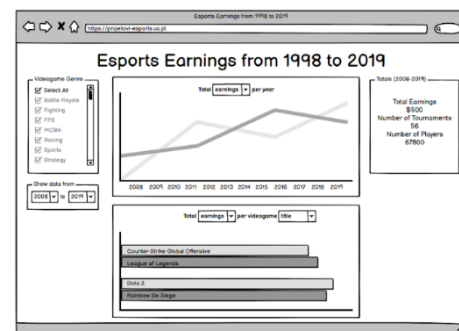 Esports Earnings from 1998 to 2019
https://projetovi-esports.us.pt
Esports Earnings from 1998 to 2019
Videogame Genre
Select All
Battle Royale
Fighting
FPS
MOBA
Racing
Sports
Strategy
Show data from
2008 to 2019
Total earnings per year
2008 2009 2010 2011 2012 2013 2014 2015 2016 2017 2018 2019
Total earnings per videogame title
Counter-Strike Global Offensive
League of Legends
Dota 2
Rainbow Six Siege
Totals (2008-2019)
Total Earnings
$500
Number of Tournaments
56
Number of Players
67800